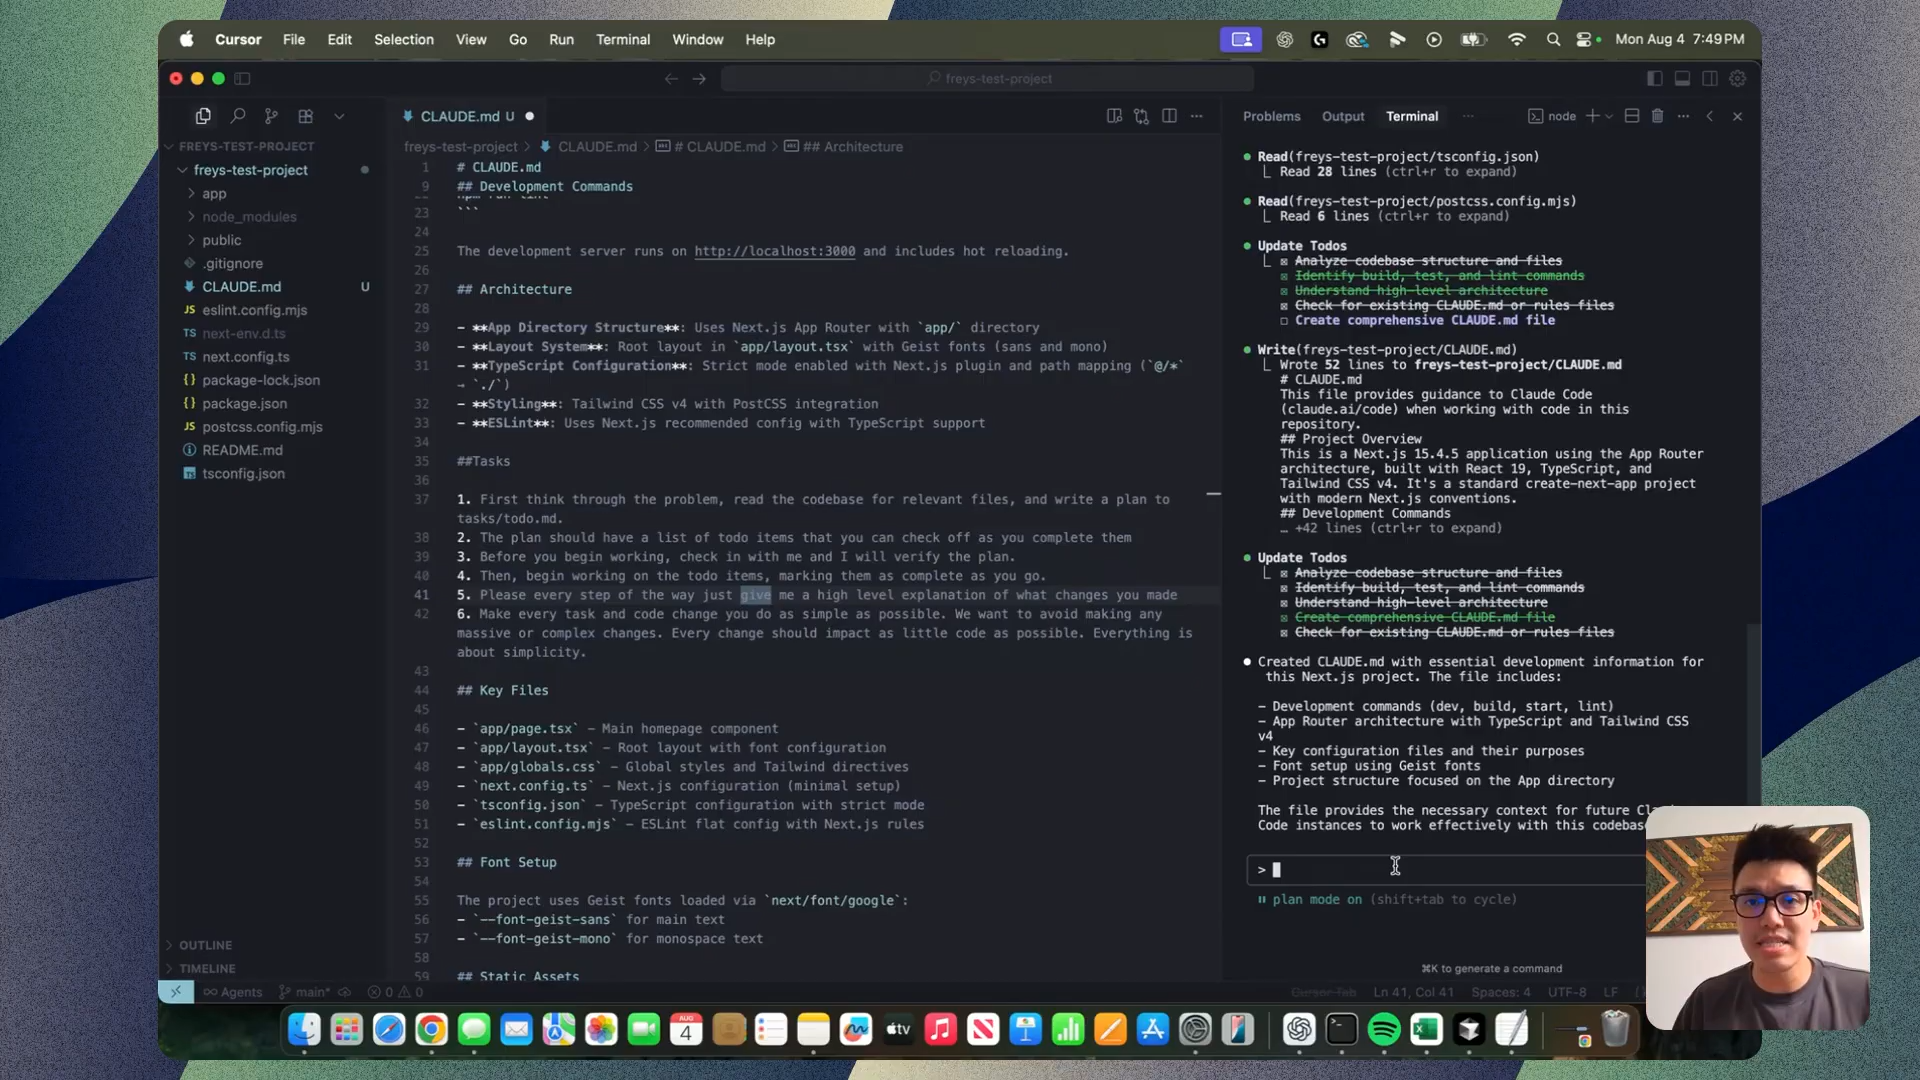 Cursor File Edit Selection View Go Run Terminal Window Help
Mon Aug 4 7:49 PM
freys-test-project
FREYS-TEST-PROJECT
freys-test-project
app
node_modules
public
.gitignore
CLAUDE.md U
eslint.config.mjs
next-env.d.ts
next.config.ts
package-lock.json
package.json
postcss.config.mjs
README.md
tsconfig.json
OUTLINE
TIMELINE
CLAUDE.md U
freys-test-project > CLAUDE.md > # CLAUDE.md > ## Architecture
1 # CLAUDE.md
9 ## Development Commands
22 npm run lint
23 ```
24
25 The development server runs on http://localhost:3000 and includes hot reloading.
26
27 ## Architecture
28
29 - **App Directory Structure**: Uses Next.js App Router with `app/` directory
30 - **Layout System**: Root layout in `app/layout.tsx` with Geist fonts (sans and mono)
31 - **TypeScript Configuration**: Strict mode enabled with Next.js plugin and path mapping (`@/*`
→ `./`)
32 - **Styling**: Tailwind CSS v4 with PostCSS integration
33 - **ESLint**: Uses Next.js recommended config with TypeScript support
34
35 ##Tasks
36
37 1. First think through the problem, read the codebase for relevant files, and write a plan to
tasks/todo.md.
38 2. The plan should have a list of todo items that you can check off as you complete them
39 3. Before you begin working, check in with me and I will verify the plan.
40 4. Then, begin working on the todo items, marking them as complete as you go.
41 5. Please every step of the way just give me a high level explanation of what changes you made
42 6. Make every task and code change you do as simple as possible. We want to avoid making any
massive or complex changes. Every change should impact as little code as possible. Everything is
about simplicity.
43
44 ## Key Files
45
46 - `app/page.tsx` - Main homepage component
47 - `app/layout.tsx` - Root layout with font configuration
48 - `app/globals.css` - Global styles and Tailwind directives
49 - `next.config.ts` - Next.js configuration (minimal setup)
50 - `tsconfig.json` - TypeScript configuration with strict mode
51 - `eslint.config.mjs` - ESLint flat config with Next.js rules
52
53 ## Font Setup
54
55 The project uses Geist fonts loaded via `next/font/google`:
56 - `--font-geist-sans` for main text
57 - `--font-geist-mono` for monospace text
58
59 ## Static Assets
Problems Output Terminal ··· node
Read(freys-test-project/tsconfig.json)
Read 28 lines (ctrl+r to expand)
Read(freys-test-project/postcss.config.mjs)
Read 6 lines (ctrl+r to expand)
Update Todos
☒ Analyze codebase structure and files
☒ Identify build, test, and lint commands
☒ Understand high-level architecture
☒ Check for existing CLAUDE.md or rules files
☐ Create comprehensive CLAUDE.md file
Write(freys-test-project/CLAUDE.md)
Wrote 52 lines to freys-test-project/CLAUDE.md
# CLAUDE.md
This file provides guidance to Claude Code
(claude.ai/code) when working with code in this
repository.
## Project Overview
This is a Next.js 15.4.5 application using the App Router
architecture, built with React 19, TypeScript, and
Tailwind CSS v4. It's a standard create-next-app project
with modern Next.js conventions.
## Development Commands
… +42 lines (ctrl+r to expand)
Update Todos
☒ Analyze codebase structure and files
☒ Identify build, test, and lint commands
☒ Understand high-level architecture
☒ Create comprehensive CLAUDE.md file
☒ Check for existing CLAUDE.md or rules files
Created CLAUDE.md with essential development information for
this Next.js project. The file includes:
- Development commands (dev, build, start, lint)
- App Router architecture with TypeScript and Tailwind CSS
v4
- Key configuration files and their purposes
- Font setup using Geist fonts
- Project structure focused on the App directory
The file provides the necessary context for future
Code instances to work effectively with this
>
plan mode on (shift+tab to cycle)
⌘K to generate a command
Agents main* 0 0
Cursor Tab Ln 41, Col 41 Spaces: 4 UTF-8 LF
AUG
4
tv